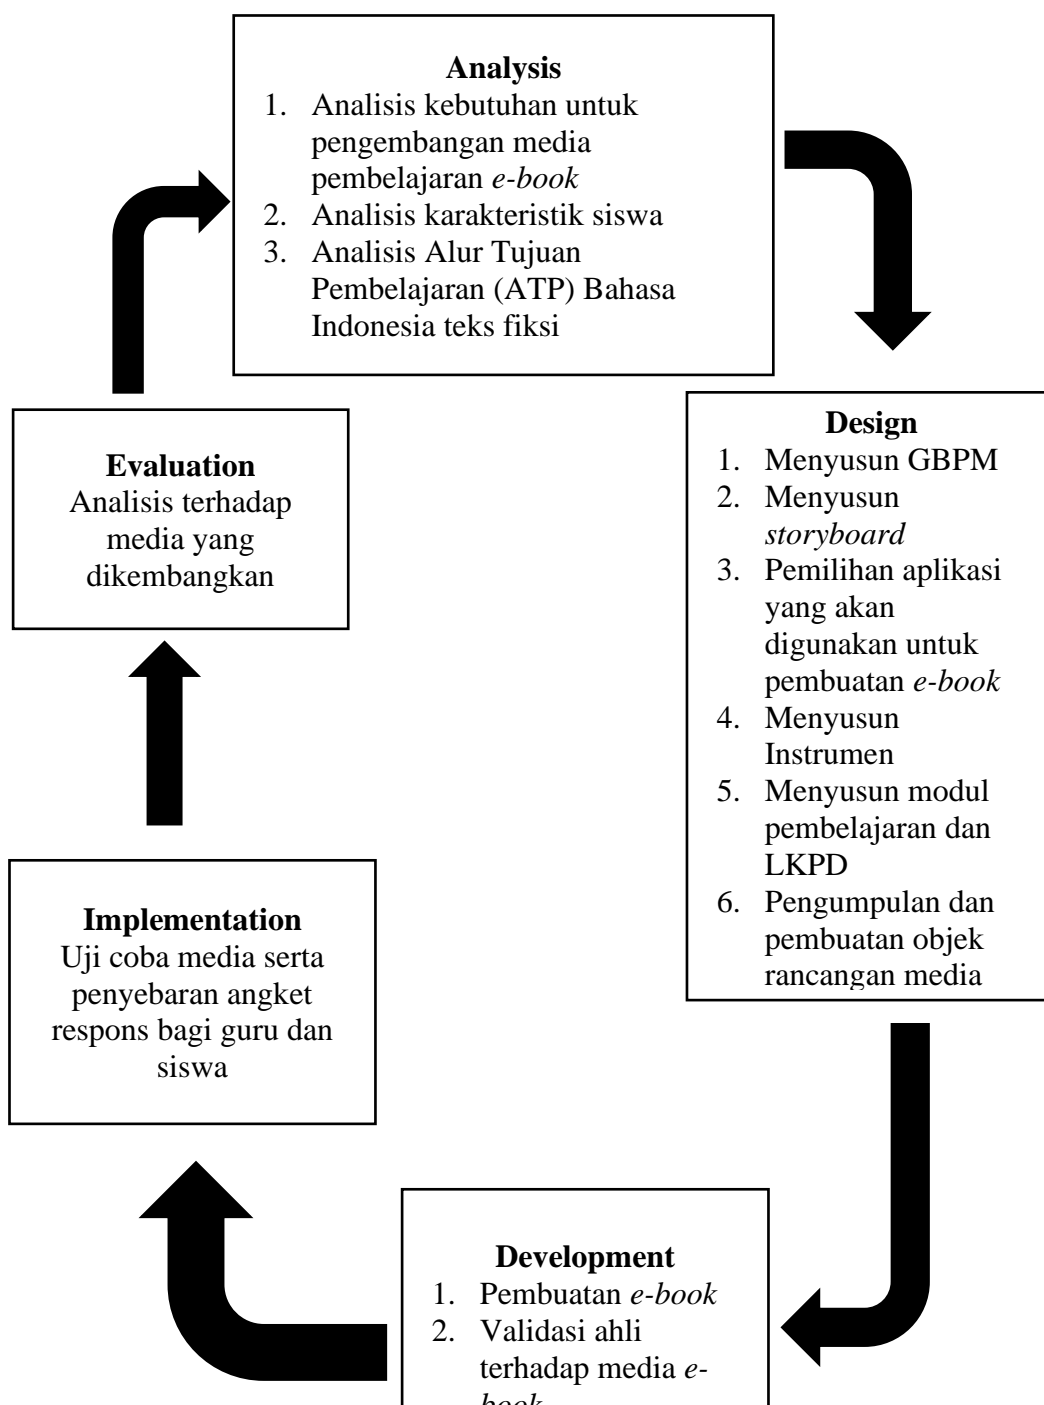 Analysis
1. Analisis kebutuhan untuk
pengembangan media
pembelajaran e-book
2. Analisis karakteristik siswa
3. Analisis Alur Tujuan
Pembelajaran (ATP) Bahasa
Indonesia teks fiksi
Design
1. Menyusun GBPM
2. Menyusun
storyboard
3. Pemilihan aplikasi
yang akan
digunakan untuk
pembuatan e-book
4. Menyusun
Instrumen
5. Menyusun modul
pembelajaran dan
LKPD
6. Pengumpulan dan
pembuatan objek
rancangan media
Development
1. Pembuatan e-book
2. Validasi ahli
terhadap media e-
book
Implementation
Uji coba media serta
penyebaran angket
respons bagi guru dan
siswa
Evaluation
Analisis terhadap
media yang
dikembangkan